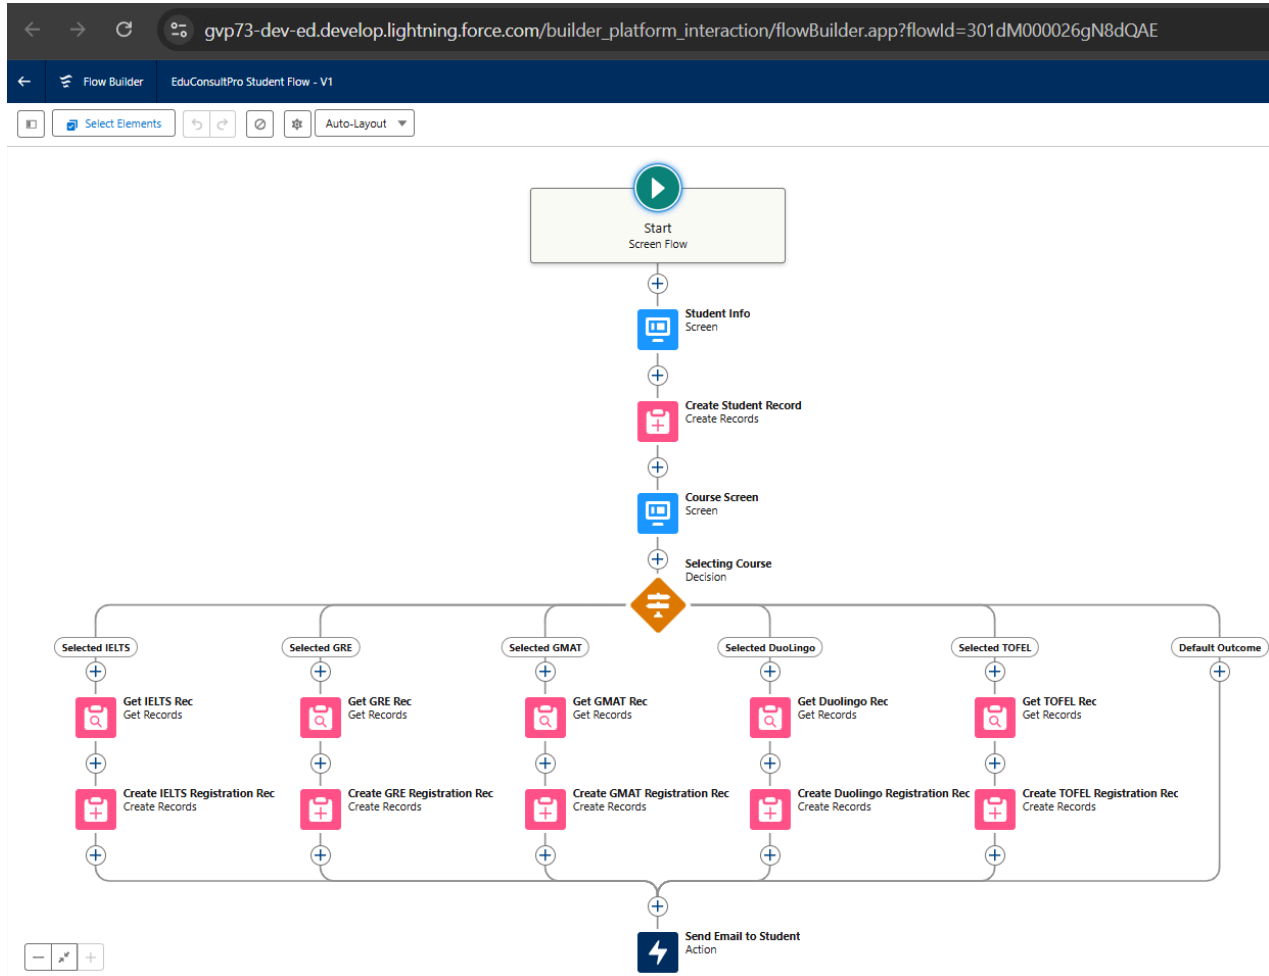 gvp73-dev-ed.develop.lightning.force.com/builder_platform_interaction/flowBuilder.app?flowId=301dM000026gN8dQAE
Flow Builder
EduConsultPro Student Flow - V1
Select Elements
Auto-Layout
Start
Screen Flow
Student Info
Screen
Create Student Record
Create Records
Course Screen
Screen
Selecting Course
Decision
Selected IELTS
Selected GRE
Selected GMAT
Selected DuoLingo
Selected TOFEL
Default Outcome
Get IELTS Rec
Get Records
Get GRE Rec
Get Records
Get GMAT Rec
Get Records
Get Duolingo Rec
Get Records
Get TOFEL Rec
Get Records
Create IELTS Registration Rec
Create Records
Create GRE Registration Rec
Create Records
Create GMAT Registration Rec
Create Records
Create Duolingo Registration Rec
Create Records
Create TOFEL Registration Rec
Create Records
Send Email to Student
Action